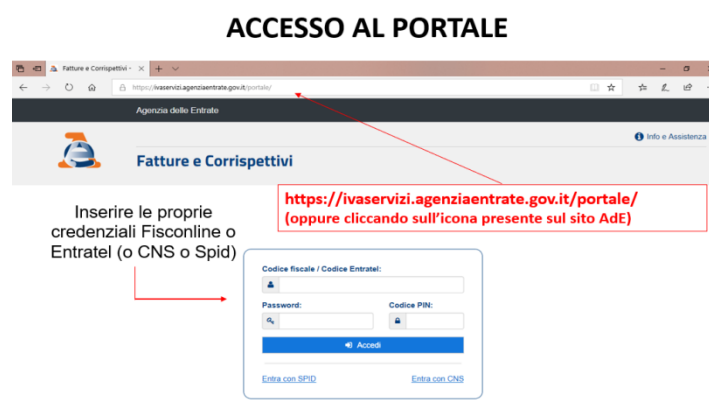 ACCESSO AL PORTALE
Fatture e Corrispettivi -
https://ivaservizi.agenziaentrate.gov.it/portale/
Agenzia delle Entrate
Info e Assistenza
Fatture e Corrispettivi
https://ivaservizi.agenziaentrate.gov.it/portale/
(oppure cliccando sull'icona presente sul sito AdE)
Inserire le proprie
credenziali Fisconline o
Entratel (o CNS o Spid)
Codice fiscale / Codice Entratel:
Password:
Codice PIN:
Accedi
Entra con SPID
Entra con CNS